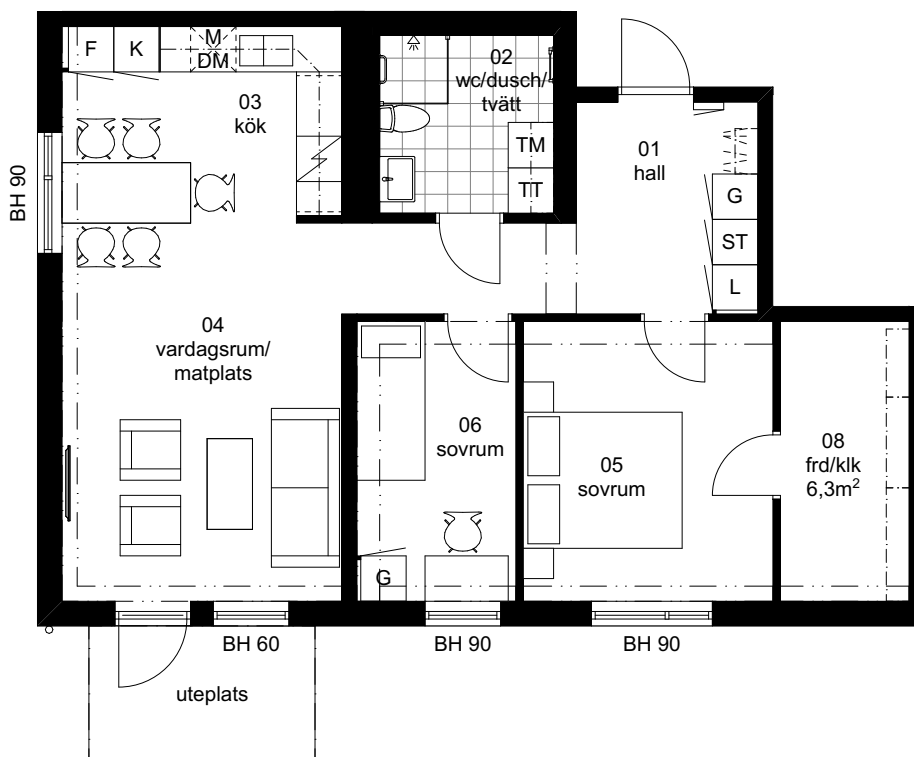 F
K
M
DM
03
kök
02
wc/dusch/
tvätt
TM
TT
01
hall
G
ST
L
BH 90
04
vardagsrum/
matplats
06
sovrum
G
05
sovrum
08
frd/klk
6,3m²
BH 60
BH 90
BH 90
uteplats